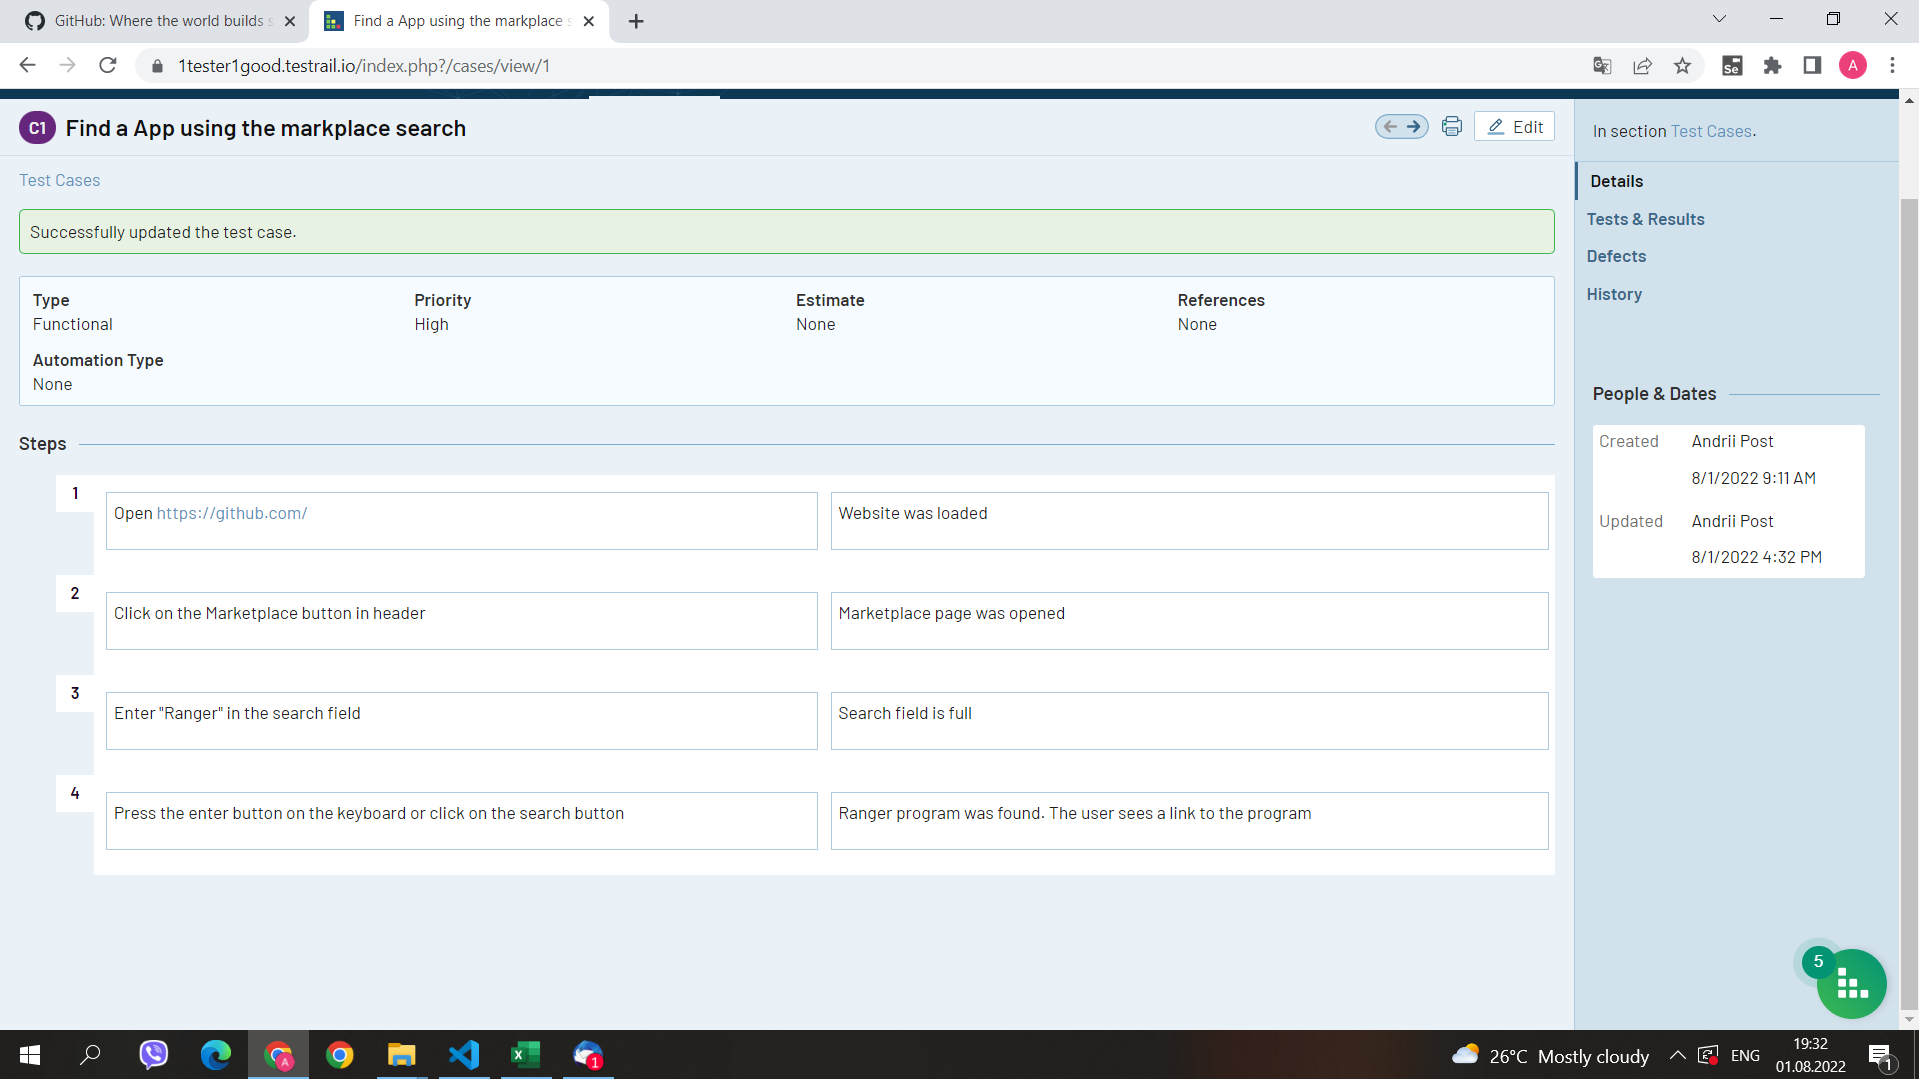 GitHub: Where the world builds s
Find a App using the markplace s
1tester1good.testrail.io/index.php?/cases/view/1
Se
A
C1 Find a App using the markplace search
Edit
In section Test Cases.
Test Cases
Details
Successfully updated the test case.
Tests & Results
Defects
History
Type
Functional
Priority
High
Estimate
None
References
None
Automation Type
None
People & Dates
Created Andrii Post
8/1/2022 9:11 AM
Updated Andrii Post
8/1/2022 4:32 PM
Steps
1
Open https://github.com/
Website was loaded
2
Click on the Marketplace button in header
Marketplace page was opened
3
Enter "Ranger" in the search field
Search field is full
4
Press the enter button on the keyboard or click on the search button
Ranger program was found. The user sees a link to the program
5
A
X
1
26°C Mostly cloudy
ENG
19:32
01.08.2022
1